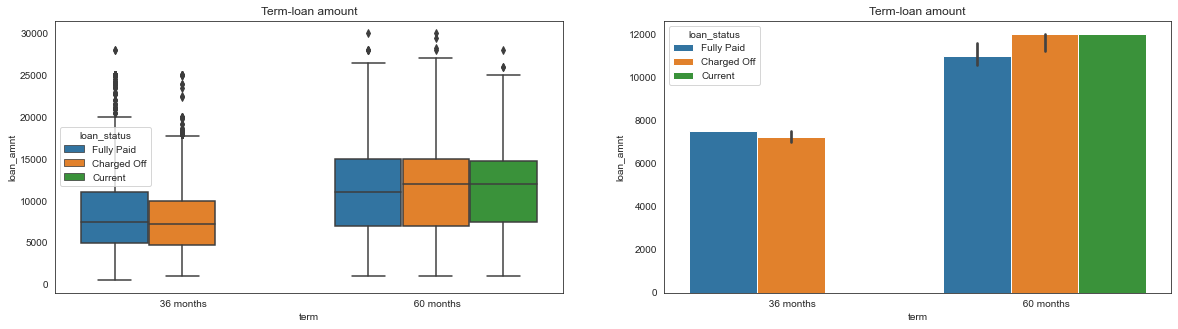 Term-loan amount
30000
25000
20000
15000
10000
5000
0
loan_amnt
loan_status
Fully Paid
Charged Off
Current
36 months
60 months
term
Term-loan amount
12000
10000
8000
6000
4000
2000
0
loan_amnt
loan_status
Fully Paid
Charged Off
Current
36 months
60 months
term